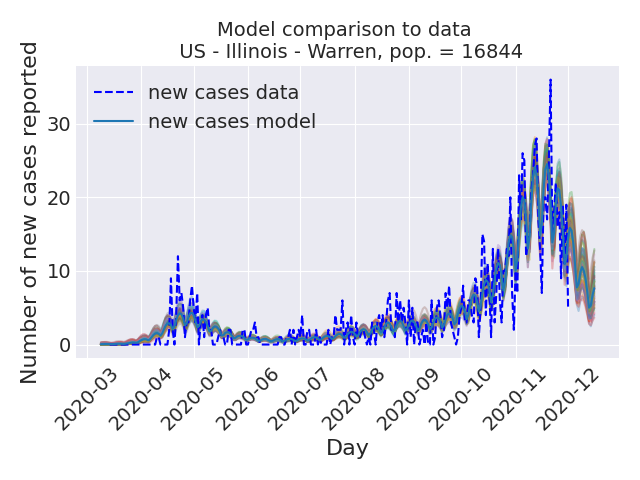 Model comparison to data
US - Illinois - Warren, pop. = 16844
Number of new cases reported
new cases data
new cases model
30
20
10
0
2020-03
2020-04
2020-05
2020-06
2020-07
2020-08
2020-09
2020-10
2020-11
2020-12
Day